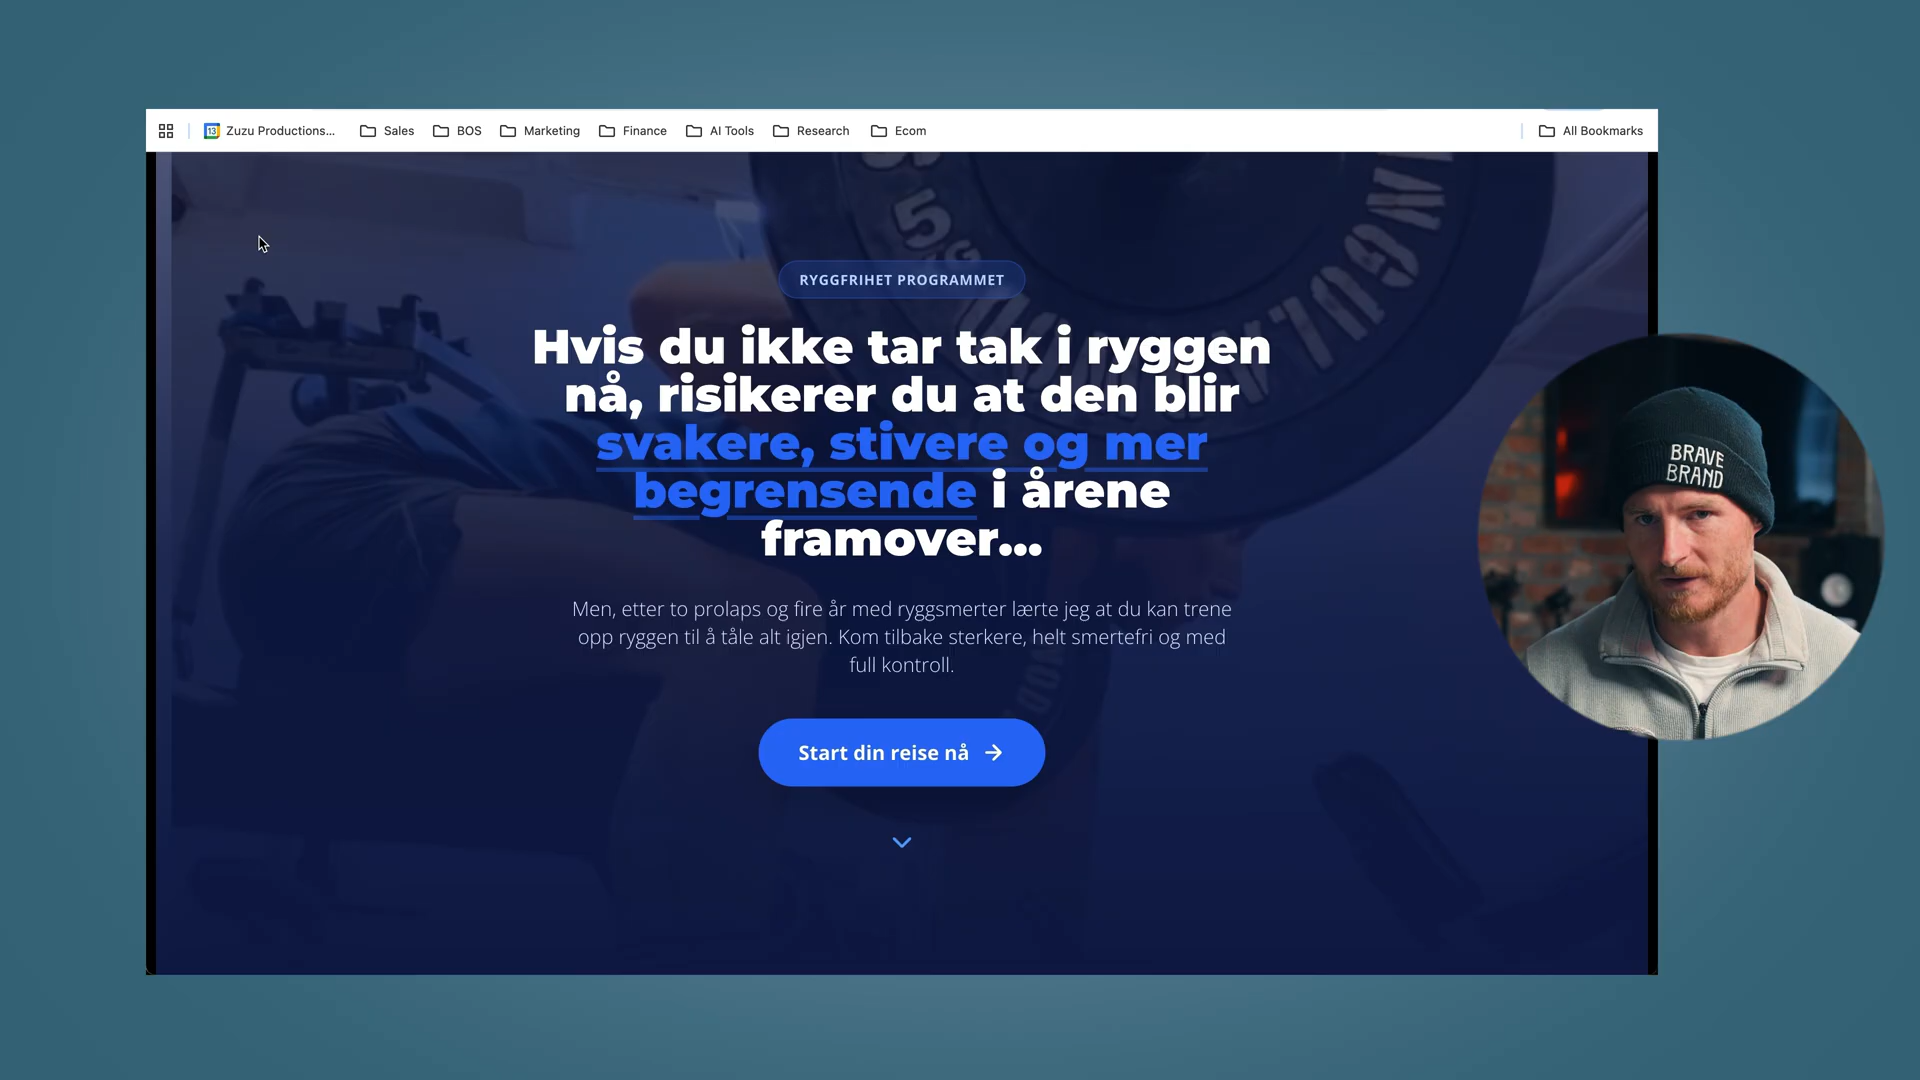 Zuzu Productions...
Sales
BOS
Marketing
Finance
AI Tools
Research
Ecom
All Bookmarks
5
RYGGFRIHET PROGRAMMET
Hvis du ikke tar tak i ryggen
nå, risikerer du at den blir
svakere, stivere og mer
begrensende i årene
framover...
Men, etter to prolaps og fire år med ryggsmerter lærte jeg at du kan trene
opp ryggen til å tåle alt igjen. Kom tilbake sterkere, helt smertefri og med
full kontroll.
Start din reise nå
BRAVE
BRAND